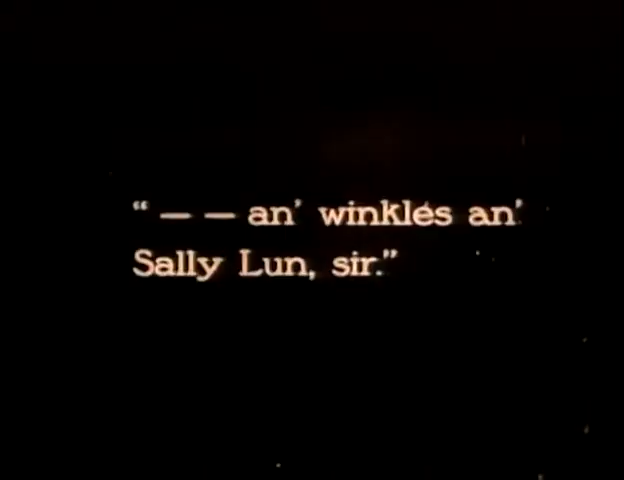 “ — — an’ winkles an’
Sally Lun, sir.”